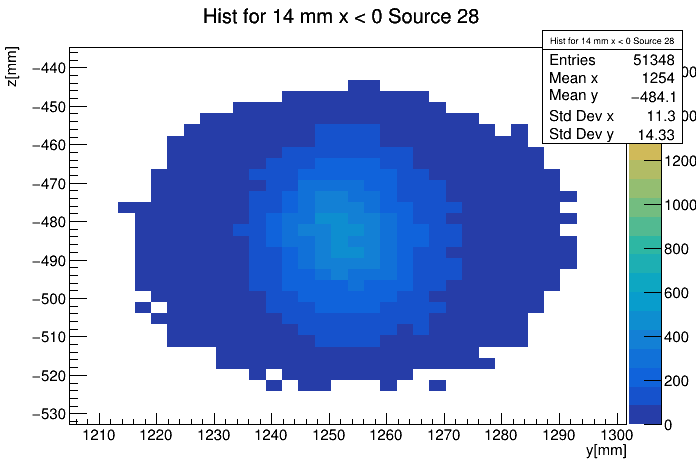 Hist for 14 mm x < 0 Source 28
z[mm]
Hist for 14 mm x < 0 Source 28
Entries 51348
Mean x 1254
Mean y −484.1
Std Dev x 11.3
Std Dev y 14.33
−440
−450
−460
−470
−480
−490
−500
−510
−520
−530
1210 1220 1230 1240 1250 1260 1270 1280 1290 1300
y[mm]
1200
1000
800
600
400
200
0